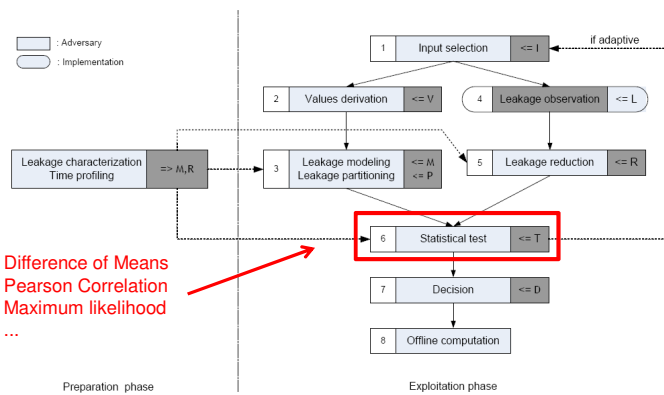 : Adversary
: Implementation
if adaptive
1 Input selection <= I
2 Values derivation <= V
4 Leakage observation <= L
Leakage characterization
Time profiling
=> M,R
3 Leakage modeling <= M
Leakage partitioning <= P
5 Leakage reduction <= R
6 Statistical test <= T
Difference of Means
Pearson Correlation
Maximum likelihood
...
7 Decision <= D
8 Offline computation
Preparation phase
Exploitation phase